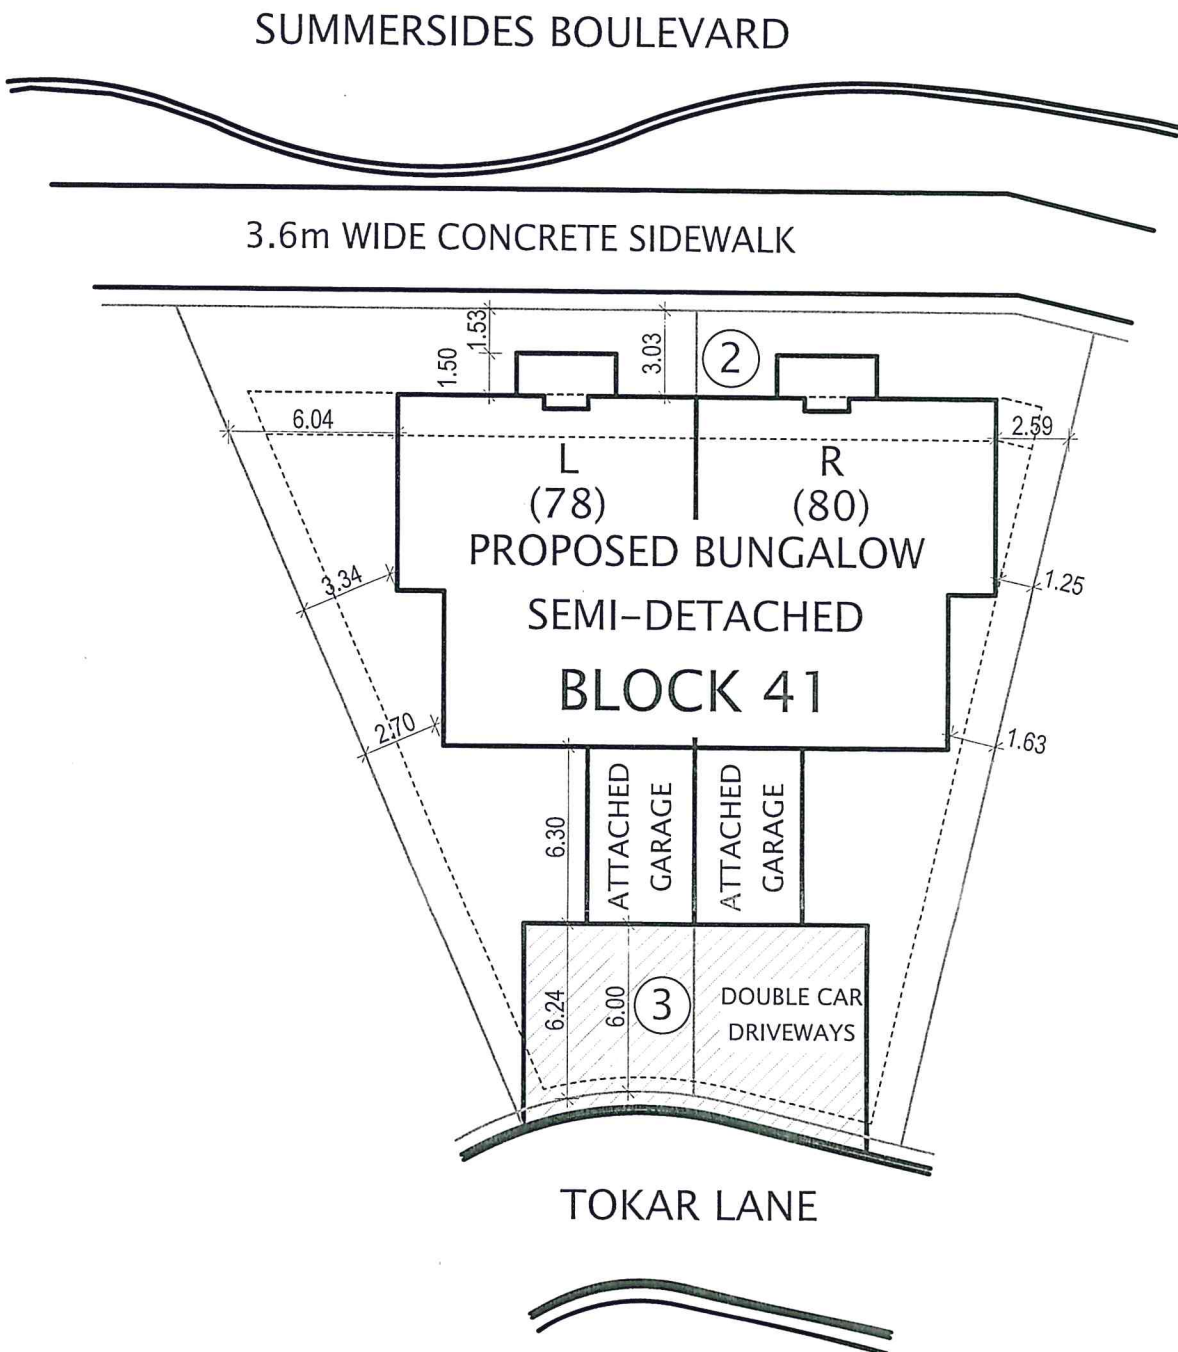 SUMMERSIDES BOULEVARD
3.6m WIDE CONCRETE SIDEWALK
1.53
1.50
3.03
2
6.04
2.59
L
(78)
R
(80)
PROPOSED BUNGALOW
SEMI-DETACHED
BLOCK 41
3.34
1.25
2.70
1.63
6.30
ATTACHED
GARAGE
ATTACHED
GARAGE
6.24
6.00
3
DOUBLE CAR
DRIVEWAYS
TOKAR LANE